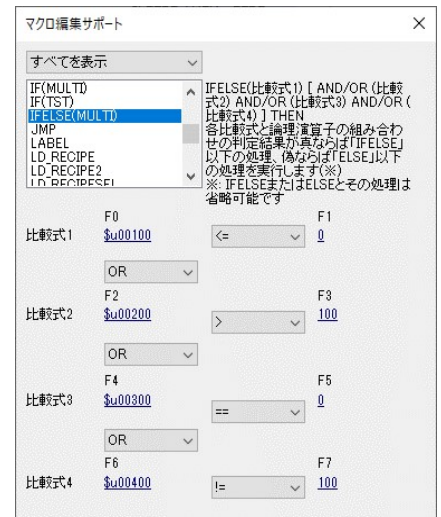 マクロ編集サポート
すべてを表示
IF(MULTI)
IF(TST)
IFELSE(MULTI)
JMP
LABEL
LD_RECIPE
LD_RECIPE2
LD_RECIPESEL
IFELSE(比較式1) [ AND/OR (比較
式2) AND/OR (比較式3) AND/OR (
比較式4) ] THEN
各比較式と論理演算子の組み合わ
せの判定結果が真ならば「IFELSE」
以下の処理、偽ならば「ELSE」以下
の処理を実行します(※)
※: IFELSEまたはELSEとその処理は
省略可能です
F0 F1
比較式1 $u00100 <= 0
OR
F2 F3
比較式2 $u00200 > 100
OR
F4 F5
比較式3 $u00300 == 0
OR
F6 F7
比較式4 $u00400 != 100